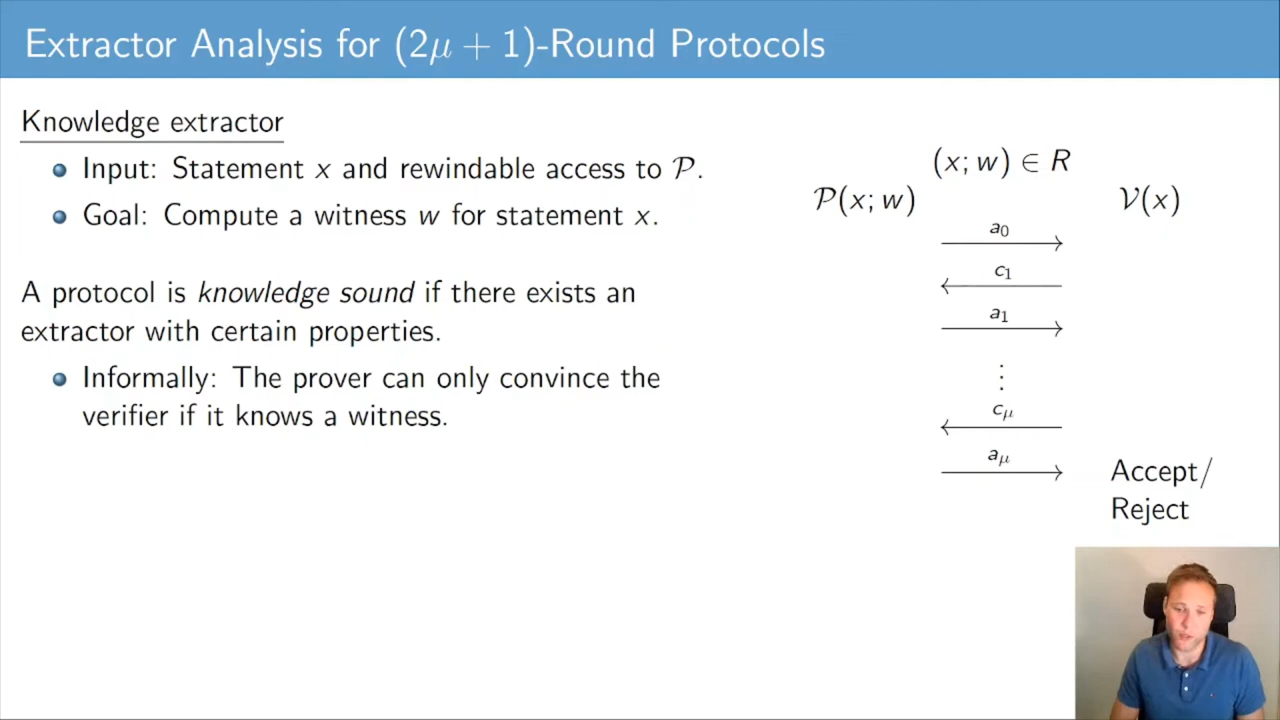 Extractor Analysis for (2μ + 1)-Round Protocols
Knowledge extractor
Input: Statement x and rewindable access to 𝒫.
Goal: Compute a witness w for statement x.
A protocol is knowledge sound if there exists an
extractor with certain properties.
Informally: The prover can only convince the
verifier if it knows a witness.
(x; w) ∈ R
𝒫(x; w)
𝒱(x)
a₀
c₁
a₁
⋮
c_μ
a_μ
Accept/
Reject